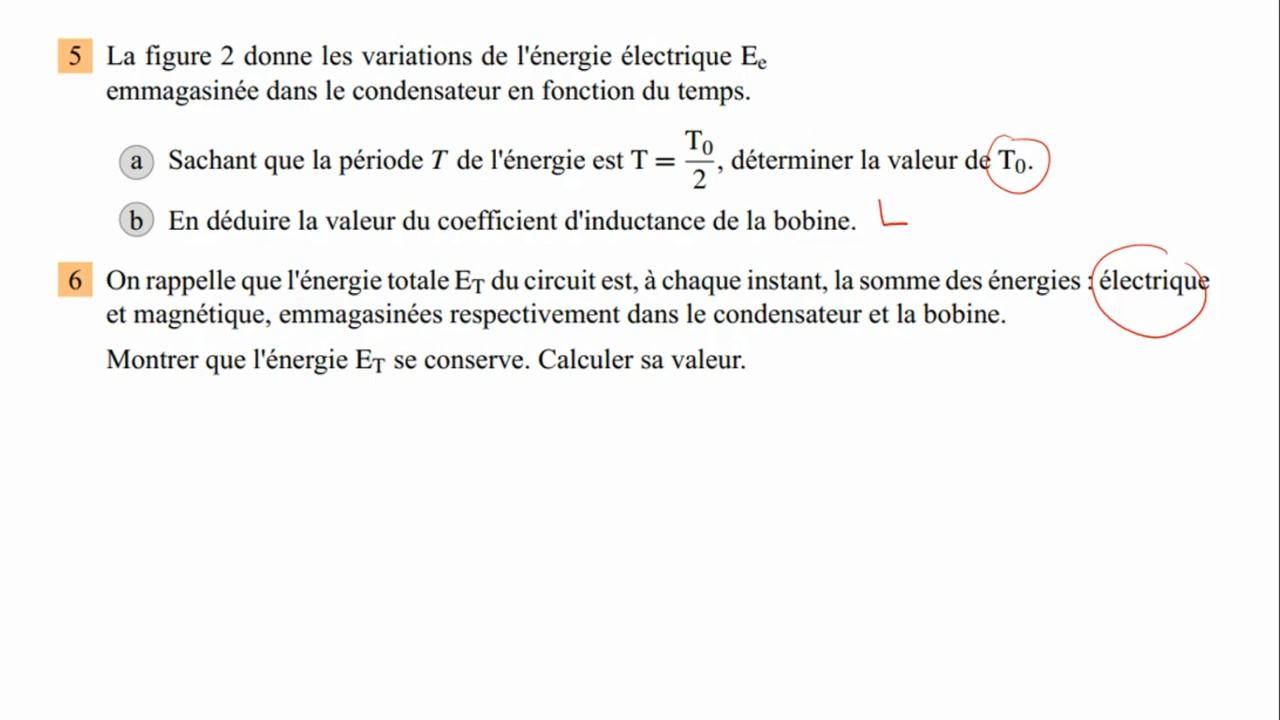 5 La figure 2 donne les variations de l'énergie électrique Eₑ
emmagasinée dans le condensateur en fonction du temps.
a Sachant que la période T de l'énergie est T = T₀/2, déterminer la valeur de T₀.
b En déduire la valeur du coefficient d'inductance de la bobine. L
6 On rappelle que l'énergie totale E_T du circuit est, à chaque instant, la somme des énergies : électrique
et magnétique, emmagasinées respectivement dans le condensateur et la bobine.
Montrer que l'énergie E_T se conserve. Calculer sa valeur.